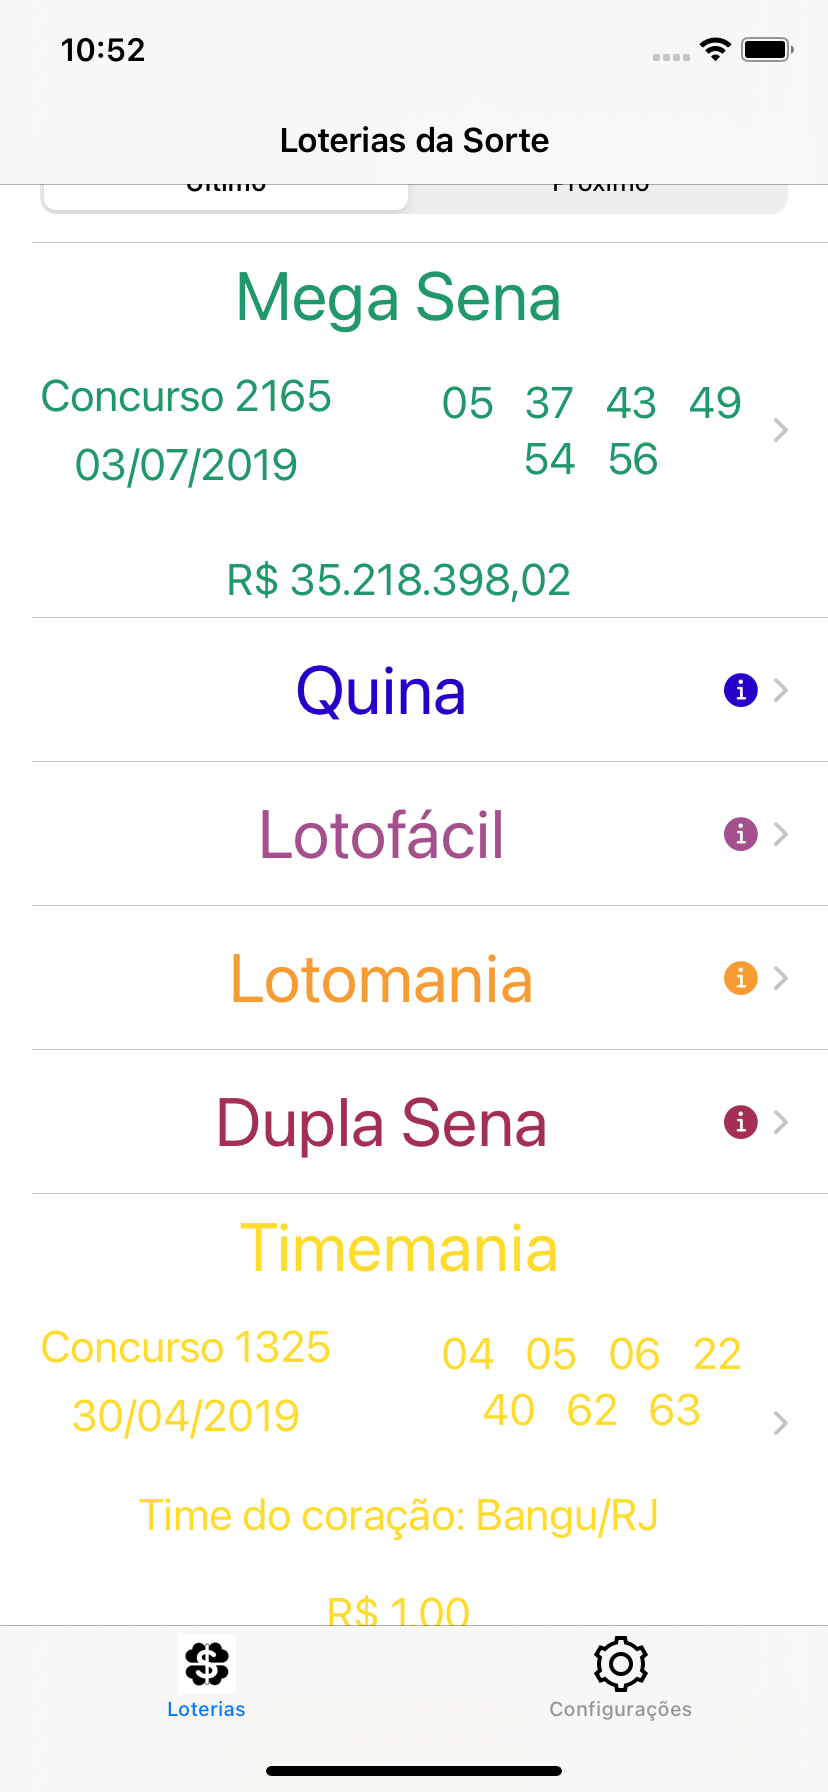 10:52
Loterias da Sorte
Último Próximo
Mega Sena
Concurso 2165
03/07/2019
05 37 43 49
54 56
R$ 35.218.398,02
Quina
Lotofácil
Lotomania
Dupla Sena
Timemania
Concurso 1325
30/04/2019
04 05 06 22
40 62 63
Time do coração: Bangu/RJ
R$ 1,00
Loterias
Configurações